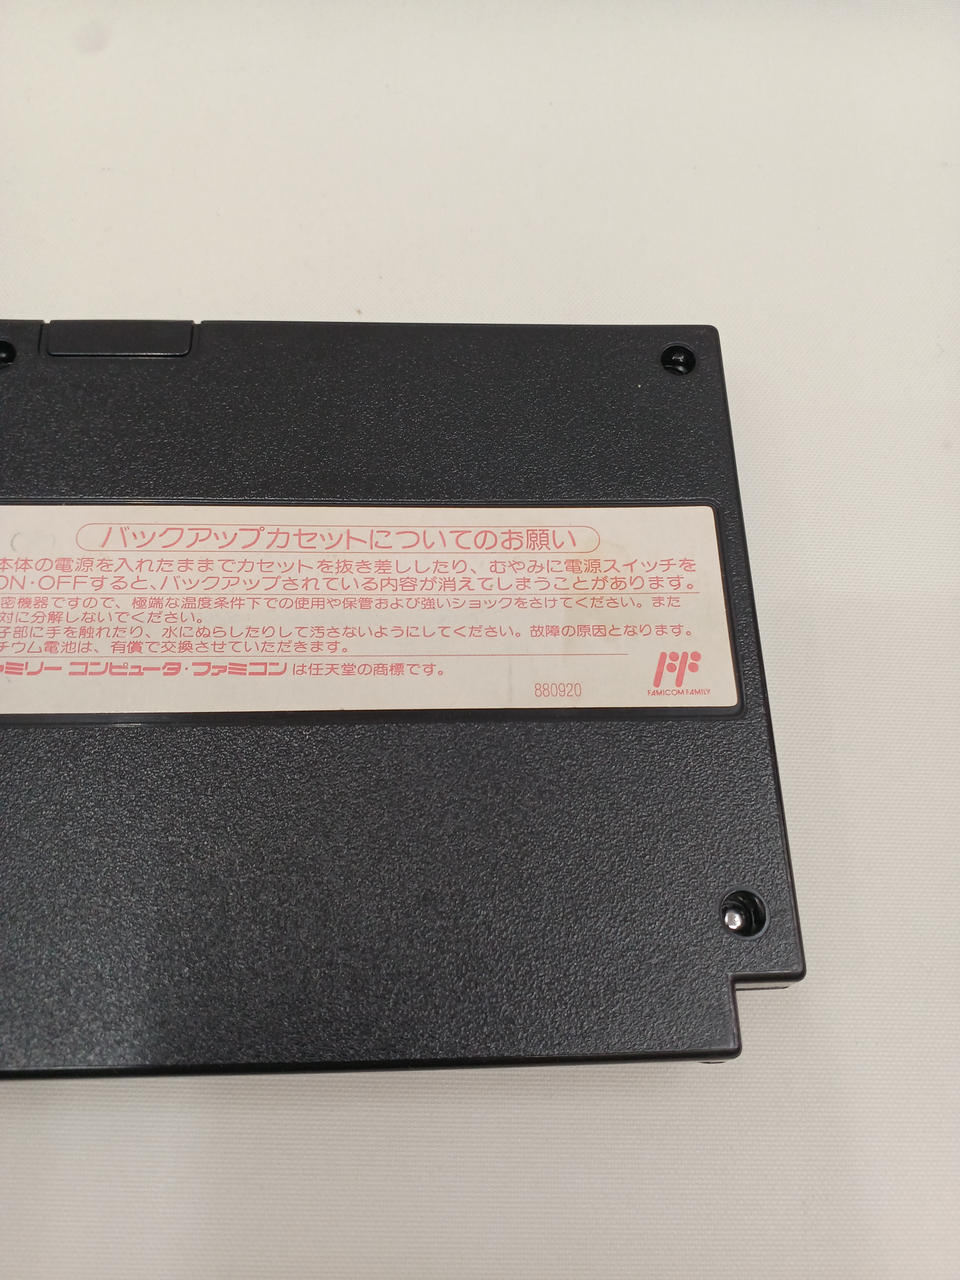 バックアップカセットについてのお願い
本体の電源を入れたままでカセットを抜き差ししたり、むやみに電源スイッチを
ON・OFFすると、バックアップされている内容が消えてしまうことがあります。
密機器ですので、極端な温度条件下での使用や保管および強いショックをさけてください。また
対に分解しないでください。
子部に手を触れたり、水にぬらしたりして汚さないようにしてください。故障の原因となります。
チウム電池は、有償で交換させていただきます。
ァミリー コンピュータ・ファミコンは任天堂の商標です。
880920
FAMICOM FAMILY